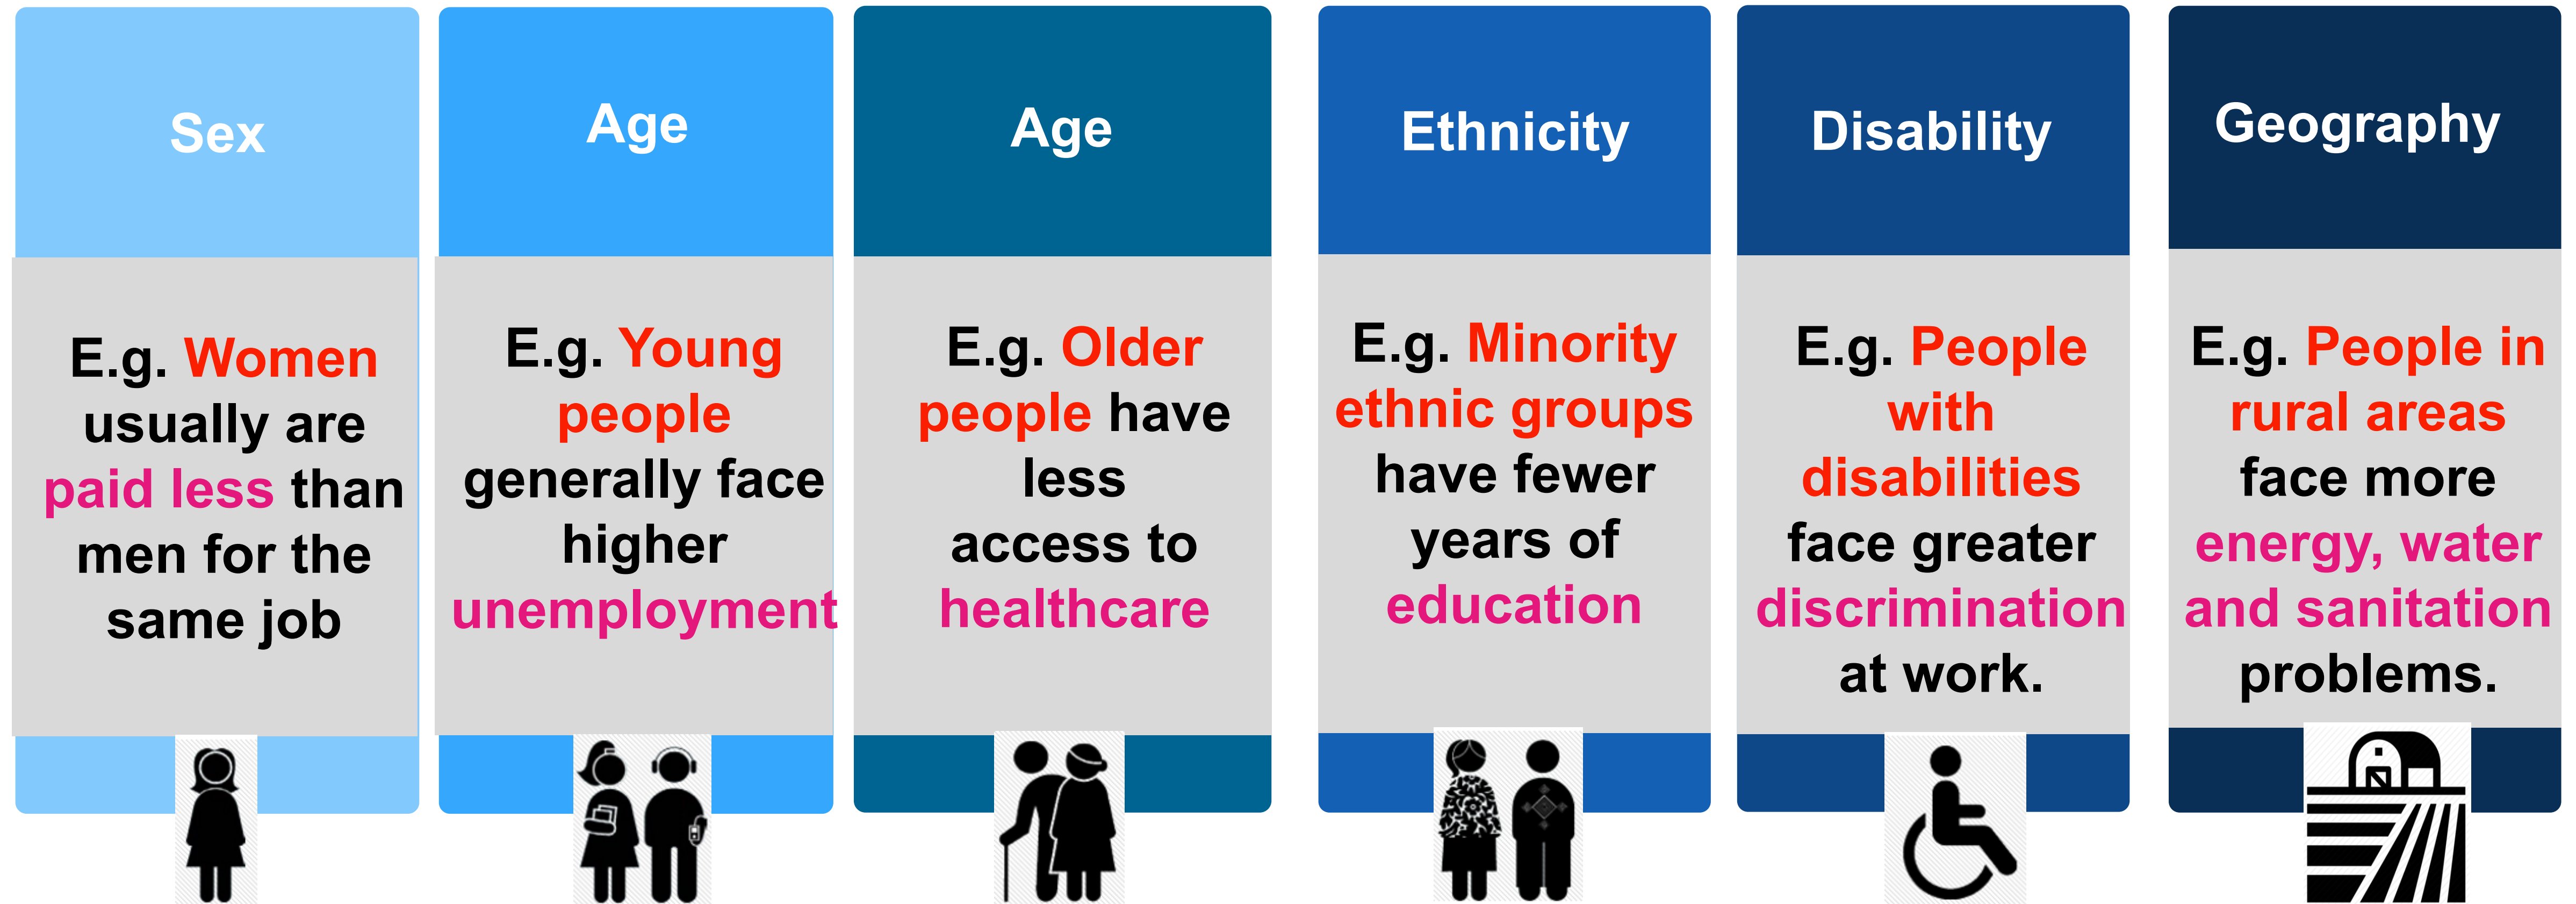 Sex
E.g. Women
usually are
paid less than
men for the
same job
Age
E.g. Young
people
generally face
higher
unemployment
Age
E.g. Older
people have
less
access to
healthcare
Ethnicity
E.g. Minority
ethnic groups
have fewer
years of
education
Disability
E.g. People
with
disabilities
face greater
discrimination
at work.
Geography
E.g. People in
rural areas
face more
energy, water
and sanitation
problems.